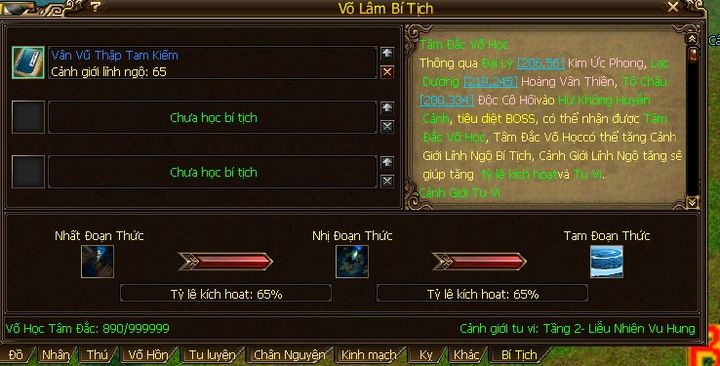 ?
Võ Lâm Bí Tịch
Vân Vũ Thập Tam Kiếm
Cảnh giới lĩnh ngộ: 65
Chưa học bí tịch
Chưa học bí tịch
Tâm Đắc Võ Học
Thông qua Đại Lý [206,56] Kim Ức Phong, Lạc
Dương [219,245] Hoàng Vân Thiên, Tô Châu
[200,334] Độc Cô Hốivào Hư Không Huyễn
Cảnh, tiêu diệt BOSS, có thể nhận được Tâm
Đắc Võ Học, Tâm Đắc Võ Họccó thể tăng Cảnh
Giới Lĩnh Ngộ Bí Tịch, Cảnh Giới Lĩnh Ngộ tăng sẽ
giúp tăng tỷ lệ kích hoạtvà Tu Vi.
Cảnh Giới Tu Vi
Nhất Đoạn Thức
Nhị Đoạn Thức
Tam Đoạn Thức
Tỷ lệ kích hoạt: 65%
Tỷ lệ kích hoạt: 65%
Võ Học Tâm Đắc: 890/999999
Cảnh giới tu vi: Tầng 2- Liễu Nhiên Vu Hung
Đồ
Nhân
Thú
Võ Hồn
Tu luyện
Chân Nguyên
Kinh mạch
Kỵ
Khác
Bí Tịch